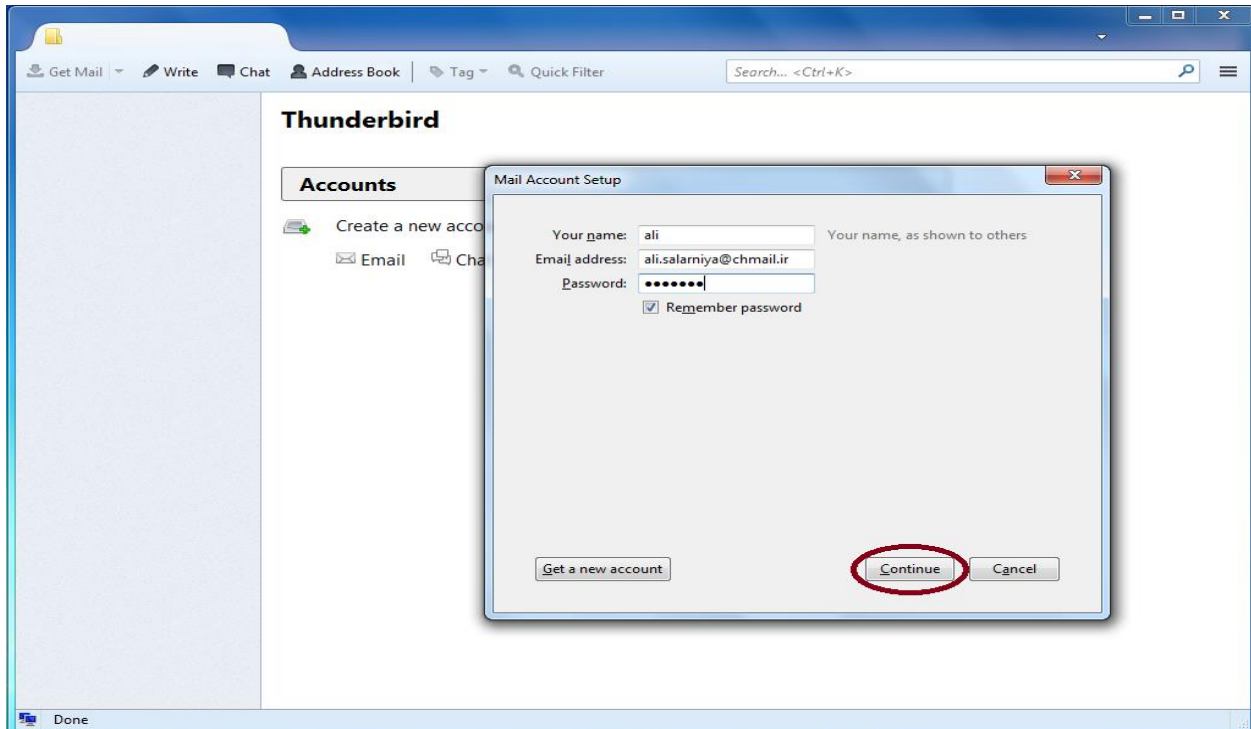 Get Mail Write Chat Address Book Tag Quick Filter Search... <Ctrl+K>
Thunderbird
Accounts
Create a new acco
Email Cha
Mail Account Setup
Your name: ali Your name, as shown to others
Email address: ali.salarniya@chmail.ir
Password: •••••••
Remember password
Get a new account Continue Cancel
Done